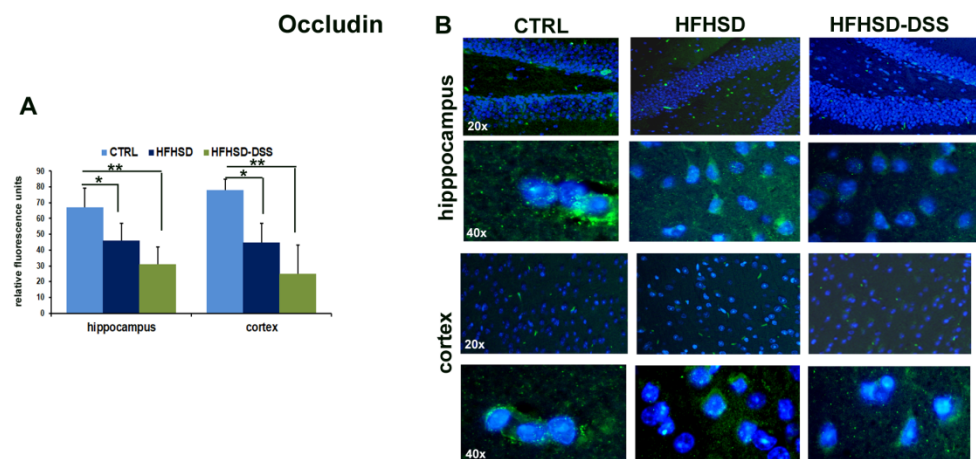 Occludin
A
CTRL HFHSD HFHSD-DSS
relative fluorescence units
90
80
70
60
50
40
30
20
10
0
* ** * **
hippocampus cortex
B
CTRL HFHSD HFHSD-DSS
hipppocampus
20x
40x
cortex
20x
40x